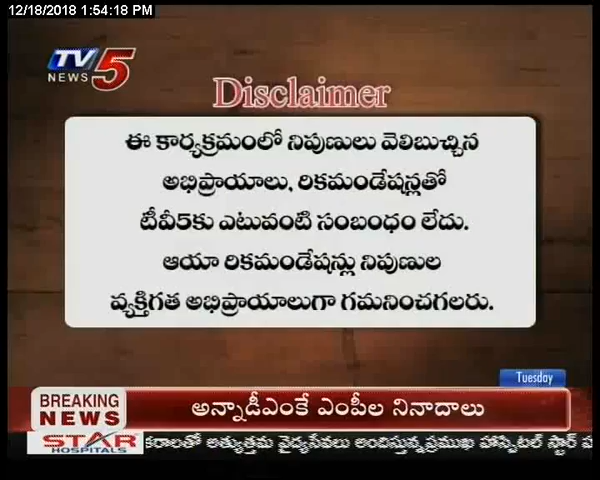 12/18/2018 1:54:18 PM
TV5
NEWS
Disclaimer
ఈ కార్యక్రమంలో నిపుణులు వెలిబుచ్చిన
అభిప్రాయాలు, రికమండేషన్లతో
టీవీ5కు ఎటువంటి సంబంధం లేదు.
ఆయా రికమండేషన్లు నిపుణుల
వ్యక్తిగత అభిప్రాయాలుగా గమనించగలరు.
Tuesday
BREAKING
NEWS
అన్నాడీఎంకే ఎంపీల నినాదాలు
STAR
HOSPITALS
కరాలతో అత్యుత్తమ వైద్యసేవలు అందిస్తున్న ప్రముఖ హాస్పిటల్ స్టార్ హ